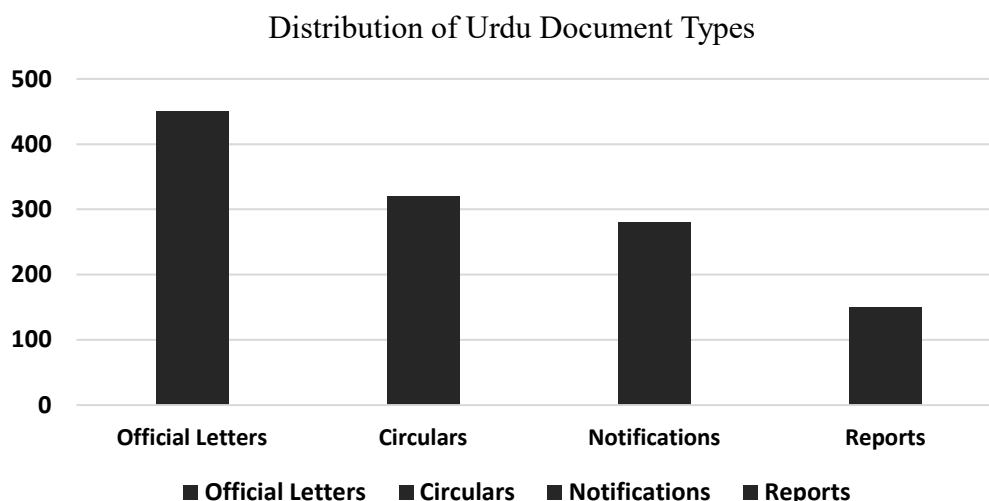 Distribution of Urdu Document Types
500
400
300
200
100
0
Official Letters Circulars Notifications Reports
Official Letters Circulars Notifications Reports